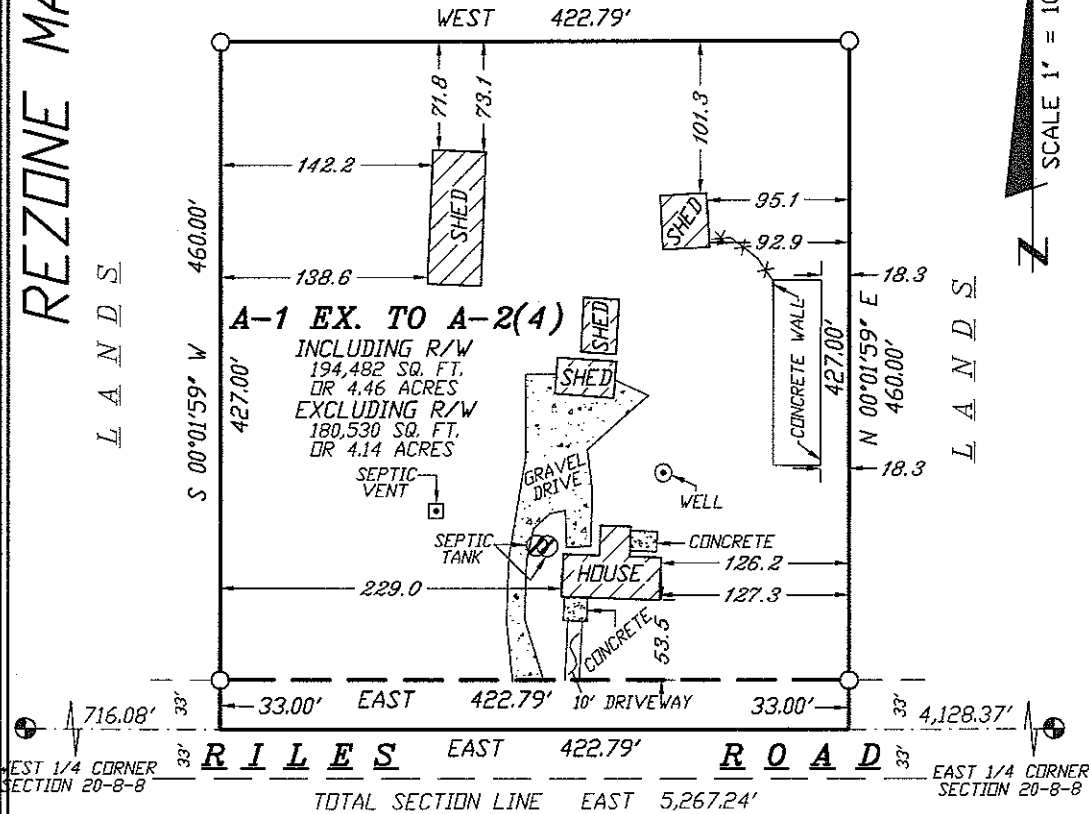 REZONE
SCALE 1" =
WEST 422.79'
71.8
73.1
101.3
142.2
SHED
95.1
SHED
92.9
460.00'
138.6
18.3
LANDS
A-1 EX. TO A-2(4)
SHED
INCLUDING R/W
194,482 SQ. FT.
OR 4.46 ACRES
SHED
EXCLUDING R/W
180,530 SQ. FT.
OR 4.14 ACRES
S 00°01'59" W
427.00'
CONCRETE WALL
427.00'
N 00°01'59" E
460.00'
LANDS
18.3
SEPTIC
VENT
GRAVEL
DRIVE
WELL
SEPTIC
TANK
CONCRETE
HOUSE
126.2
229.0
127.3
CONCRETE
53.5
33.00'
EAST 422.79'
10' DRIVEWAY
33.00'
716.08'
33'
33'
4,128.37'
33'
RILES
EAST 422.79'
ROAD
33'
1/4 CORNER
SECTION 20-8-8
EAST 1/4 CORNER
SECTION 20-8-8
TOTAL SECTION LINE EAST 5,267.24'
Z